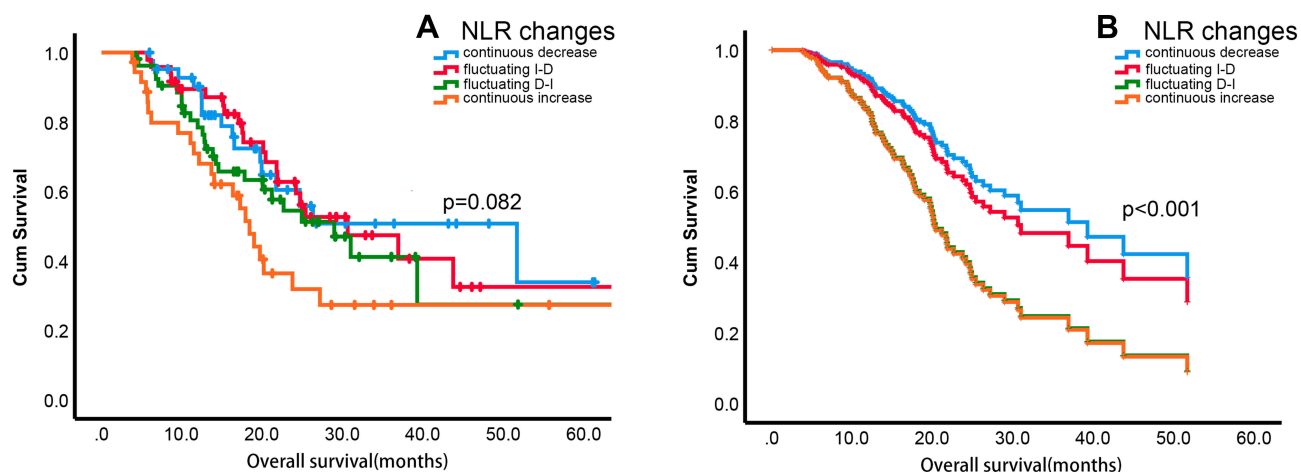 A NLR changes
continuous decrease
fluctuating I-D
fluctuating D-I
continuous increase
p=0.082
Cum Survival
1.0
0.8
0.6
0.4
0.2
0.0
.0 10.0 20.0 30.0 40.0 50.0 60.0
Overall survival(months)
B NLR changes
continuous decrease
fluctuating I-D
fluctuating D-I
continuous increase
p<0.001
Cum Survival
1.0
0.8
0.6
0.4
0.2
0.0
.0 10.0 20.0 30.0 40.0 50.0 60.0
Overall survival(months)